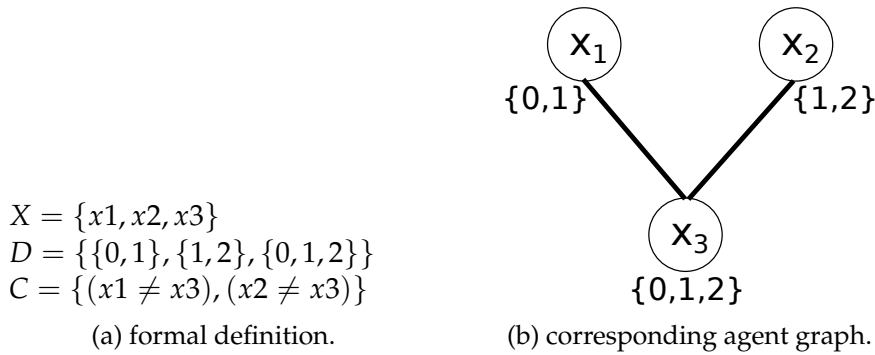 X = {x1, x2, x3}
D = {{0, 1}, {1, 2}, {0, 1, 2}}
C = {(x1 ≠ x3), (x2 ≠ x3)}
(a) formal definition.
x₁
x₂
{0,1}
{1,2}
x₃
{0,1,2}
(b) corresponding agent graph.